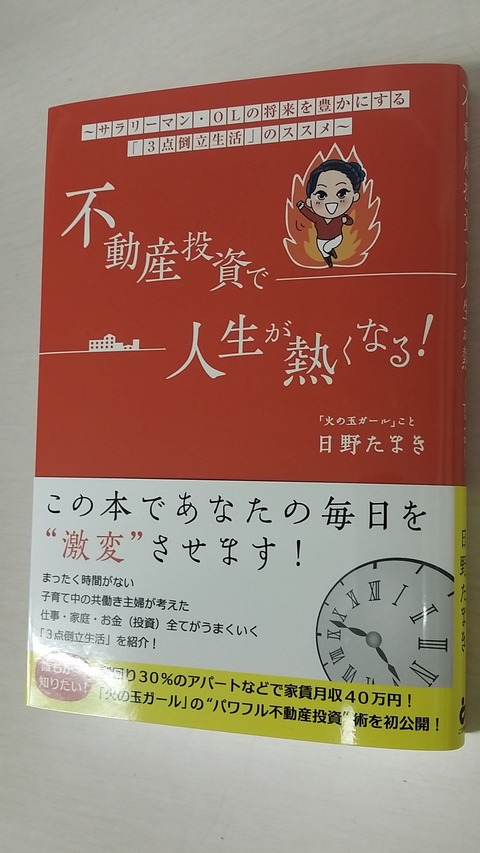 ～サラリーマン・OLの将来を豊かにする
「3点倒立生活」のススメ～
不動産投資で
人生が熱くなる！
「火の玉ガール」こと
日野たまき
この本であなたの毎日を
“激変”させます！
まったく時間がない
子育て中の共働き主婦が考えた
仕事・家庭・お金（投資）全てがうまくいく
「3点倒立生活」を紹介！
知りたい！
回り30％のアパートなどで家賃月収40万円！
「火の玉ガール」の“パワフル不動産投資”術を初公開！
XII
日野たまき